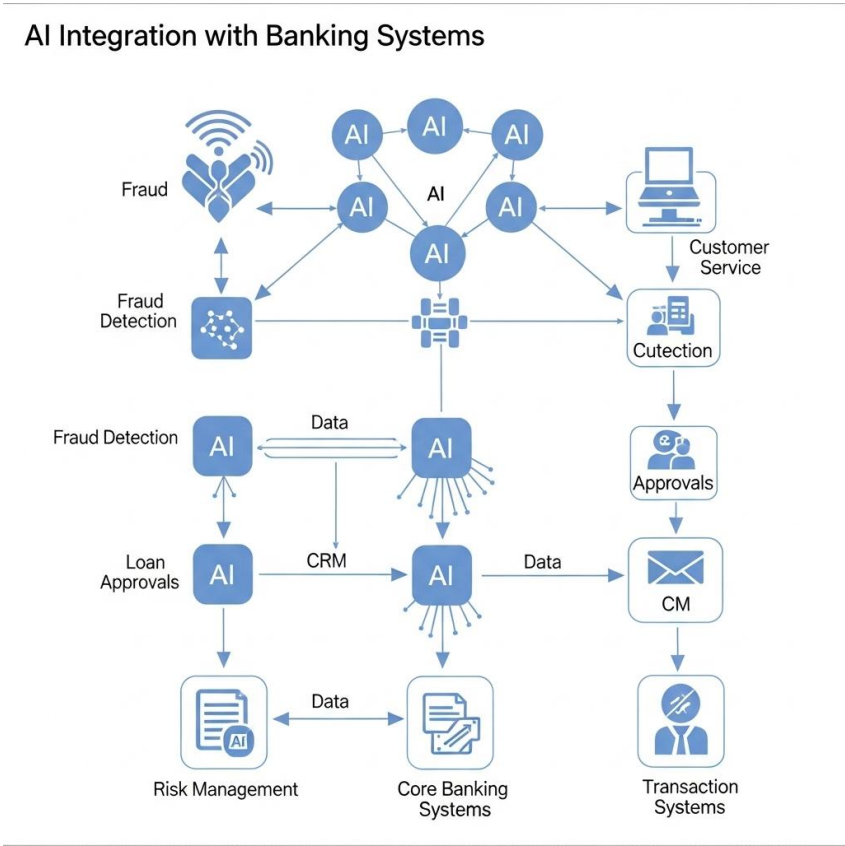 AI Integration with Banking Systems
AI
AI
AI
AI
AI
AI
AI
Fraud
Customer
Service
Fraud
Detection
Cutection
Fraud Detection
AI
Data
AI
Approvals
Loan
Approvals
AI
CRM
AI
Data
CM
AI
Data
Risk Management
Core Banking
Systems
Transaction
Systems